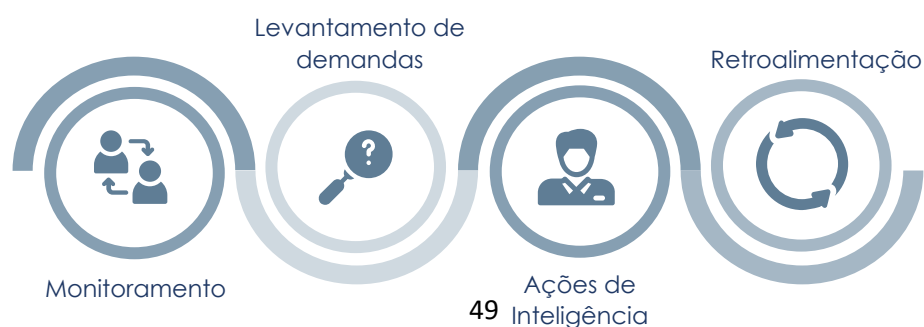 Levantamento de
demandas
Retroalimentação
?
Monitoramento
Ações de
Inteligência
49